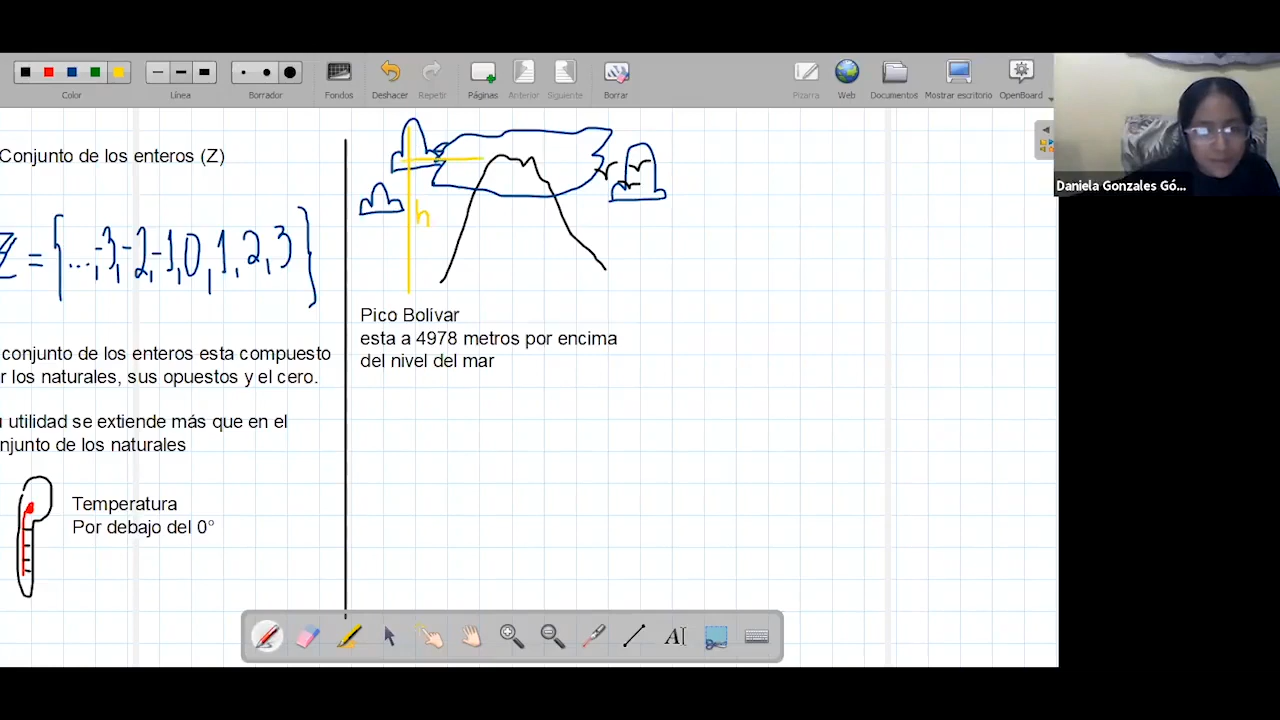 Color
Línea
Borrador
Fondos
Deshacer
Repetir
Páginas
Anterior
Siguiente
Borrar
Pizarra
Web
Documentos
Mostrar escritorio
OpenBoard
Daniela Gonzales Gó...
Conjunto de los enteros (Z)
Z = {...,-3,-2,-1,0,1,2,3}
conjunto de los enteros esta compuesto
r los naturales, sus opuestos y el cero.
u utilidad se extiende más que en el
njunto de los naturales
Temperatura
Por debajo del 0°
h
Pico Bolivar
esta a 4978 metros por encima
del nivel del mar